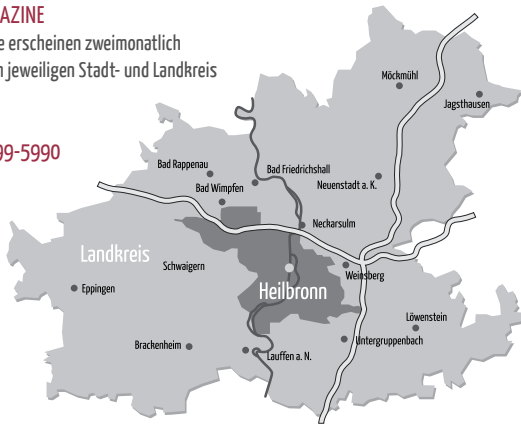 AZINE
e erscheinen zweimonatlich
n jeweiligen Stadt- und Landkreis
99-5990
Möckmühl
Jagsthausen
Bad Rappenau
Bad Friedrichshall
Bad Wimpfen
Neuenstadt a. K.
Neckarsulm
Landkreis
Schwaigern
Weinsberg
Eppingen
Heilbronn
Löwenstein
Brackenheim
Untergruppenbach
Lauffen a. N.